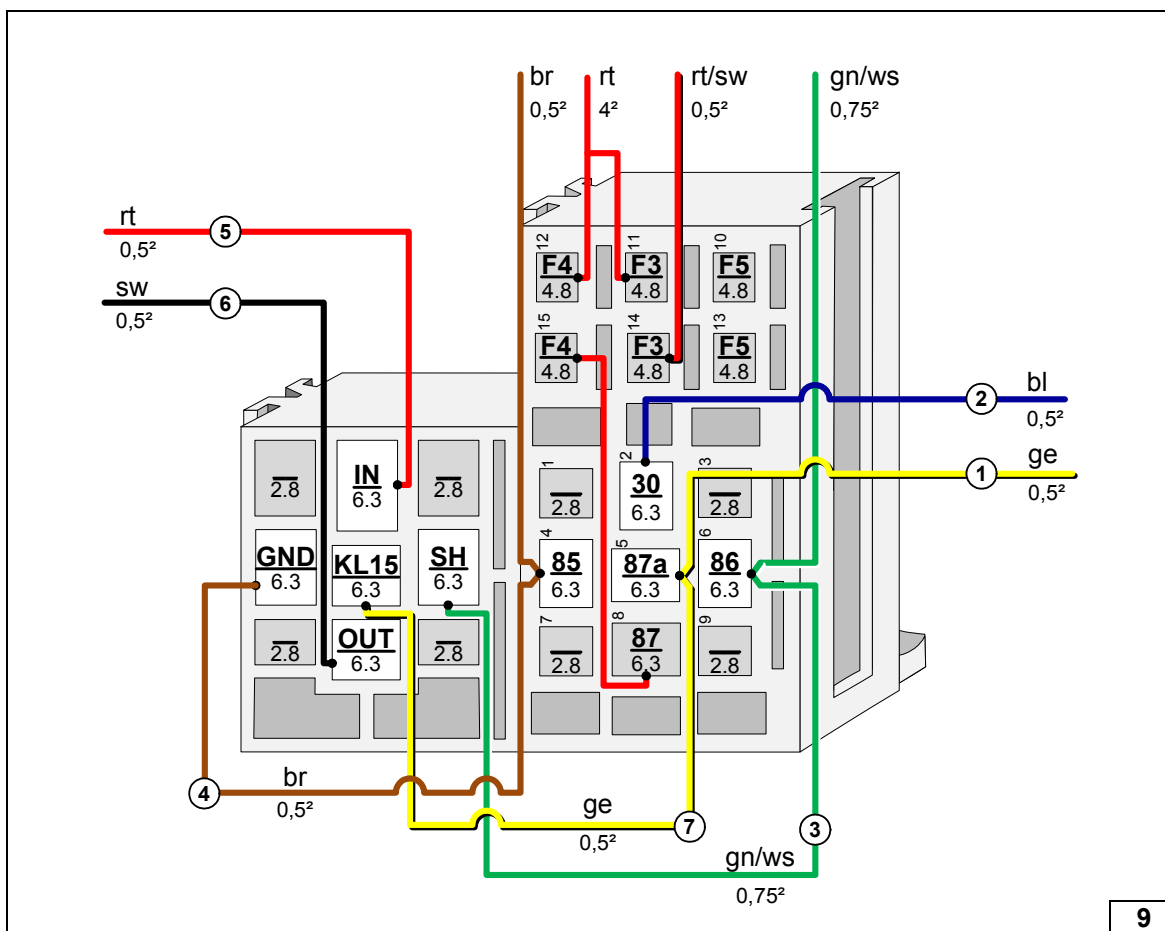 br rt rt/sw gn/ws
0,5² 4² 0,5² 0,75²
rt
0,5²
5
sw
0,5²
6
12 11 10
F4 F3 F5
4.8 4.8 4.8
15 14 13
F4 F3 F5
4.8 4.8 4.8
2 bl
0,5²
1 ge
0,5²
1 2 3
2.8 30 2.8
6.3
4 5 6
85 87a 86
6.3 6.3 6.3
7 8 9
2.8 87 2.8
6.3
2.8 IN 2.8
6.3
GND KL15 SH
6.3 6.3 6.3
2.8 OUT 2.8
6.3
4 br
0,5²
ge 7
0,5²
3
gn/ws
0,75²
9